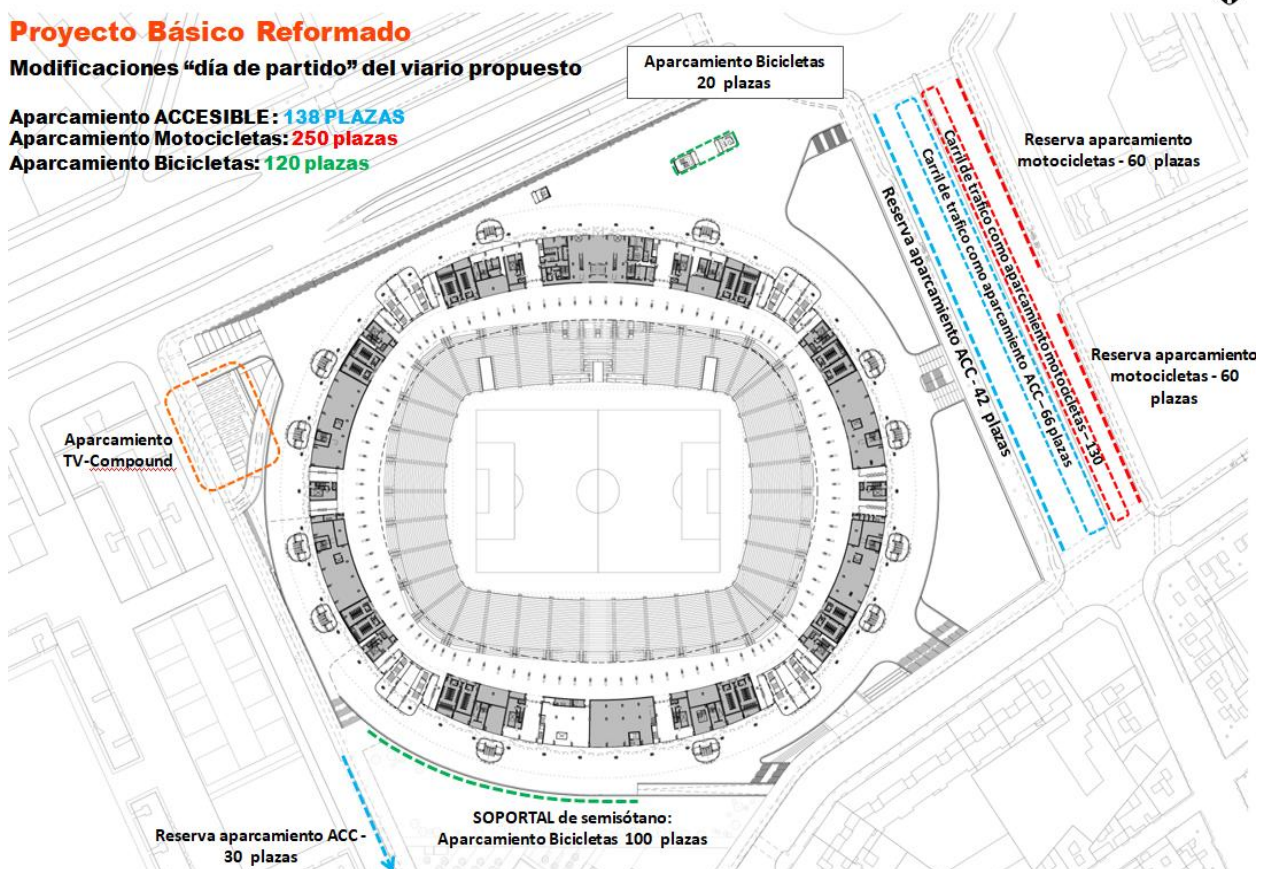 Proyecto Básico Reformado
Modificaciones “día de partido” del viario propuesto
Aparcamiento ACCESIBLE: 138 PLAZAS
Aparcamiento Motocicletas: 250 plazas
Aparcamiento Bicicletas: 120 plazas
Aparcamiento Bicicletas
20 plazas
Reserva aparcamiento
motocicletas - 60 plazas
Carril de trafico como aparcamiento motocicletas– 130
Carril de trafico como aparcamiento ACC– 66 plazas
Reserva aparcamiento ACC- 42 plazas
Reserva aparcamiento
motocicletas - 60
plazas
Aparcamiento
TV-Compound
SOPORTAL de semisótano:
Aparcamiento Bicicletas 100 plazas
Reserva aparcamiento ACC -
30 plazas